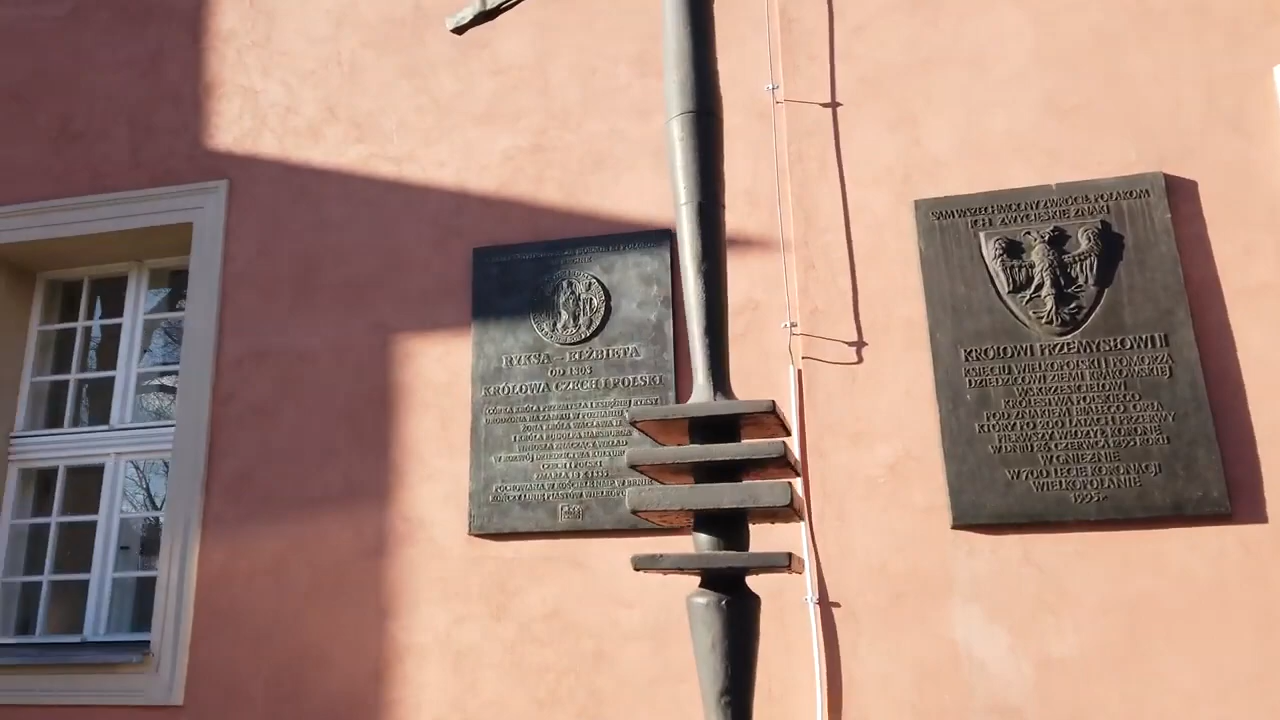 RYKSA – ELŻBIETA
OD 1303
KRÓLOWA CZECH I POLSKI
CÓRKA KRÓLA PRZEMYSŁA I KSIĘŻNEJ RYKSY
URODZONA NA ZAMKU W POZNANIU
ŻONA KRÓLA WACŁAWA II
I KRÓLA RUDOLFA HABSBURGA
WNIOSŁA ZNACZĄCY WKŁAD
W ROZWÓJ DZIEDZICTWA KULTUR
CZECH I POLSKI
ZMARŁA 1335
POCHOWANA W KOŚCIELE NMP W BRNIE
SAM WSZECHMOCNY ZWRÓCIŁ POLAKOM
ICH ZWYCIĘSKIE ZNAKI
KRÓLOWI PRZEMYSŁOWI II
KSIĘCIU WIELKOPOLSKI I POMORZA
DZIEDZICOWI ZIEMI KRAKOWSKIEJ
WSKRZESICIELOWI
KRÓLESTWA POLSKIEGO
POD ZNAKIEM BIAŁEGO ORŁA
KTÓRY PO 200 LATACH PRZERWY
PIERWSZY WŁOŻYŁ KORONĘ
W DNIU 26 CZERWCA 1295 ROKU
W GNIEŹNIE
W 700 LECIE KORONACJI
WIELKOPOLANIE
1995 r.